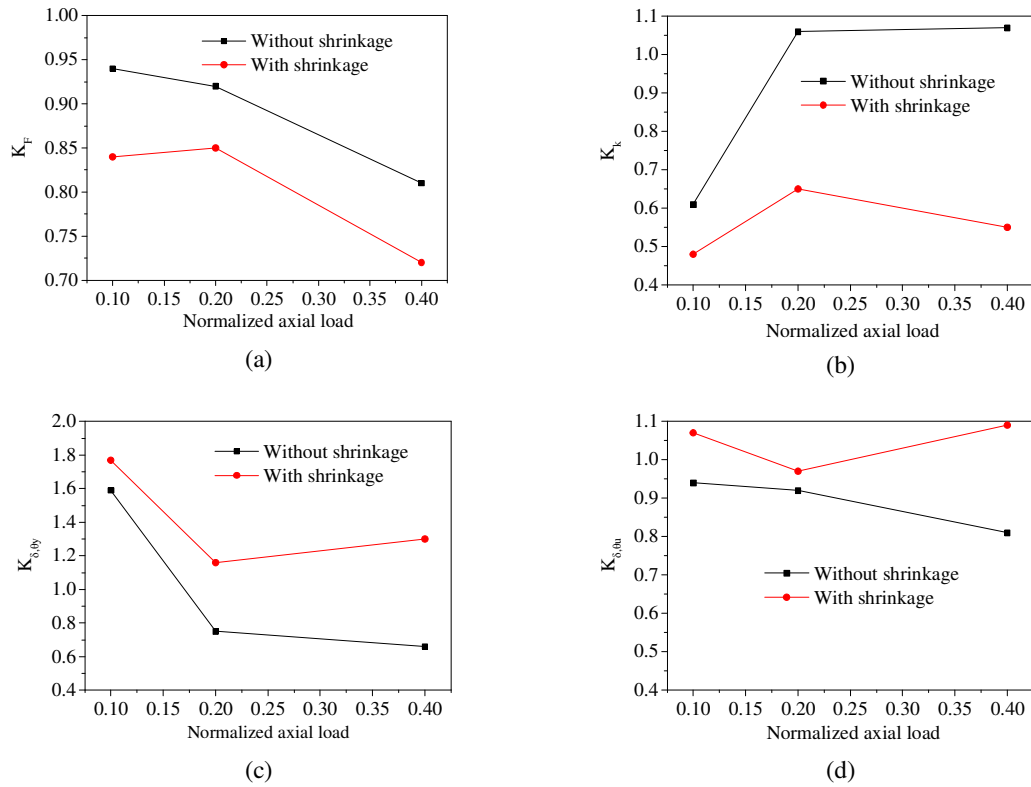 1.00
0.95
0.90
0.85
0.80
0.75
0.70
K_F
Without shrinkage
With shrinkage
0.10 0.15 0.20 0.25 0.30 0.35 0.40
Normalized axial load
(a)
1.1
1.0
0.9
0.8
0.7
0.6
0.5
0.4
K_k
Without shrinkage
With shrinkage
0.10 0.15 0.20 0.25 0.30 0.35 0.40
Normalized axial load
(b)
2.0
1.8
1.6
1.4
1.2
1.0
0.8
0.6
0.4
K_δ,θy
Without shrinkage
With shrinkage
0.10 0.15 0.20 0.25 0.30 0.35 0.40
Normalized axial load
(c)
1.1
1.0
0.9
0.8
0.7
0.6
0.5
0.4
K_δ,θu
Without shrinkage
With shrinkage
0.10 0.15 0.20 0.25 0.30 0.35 0.40
Normalized axial load
(d)